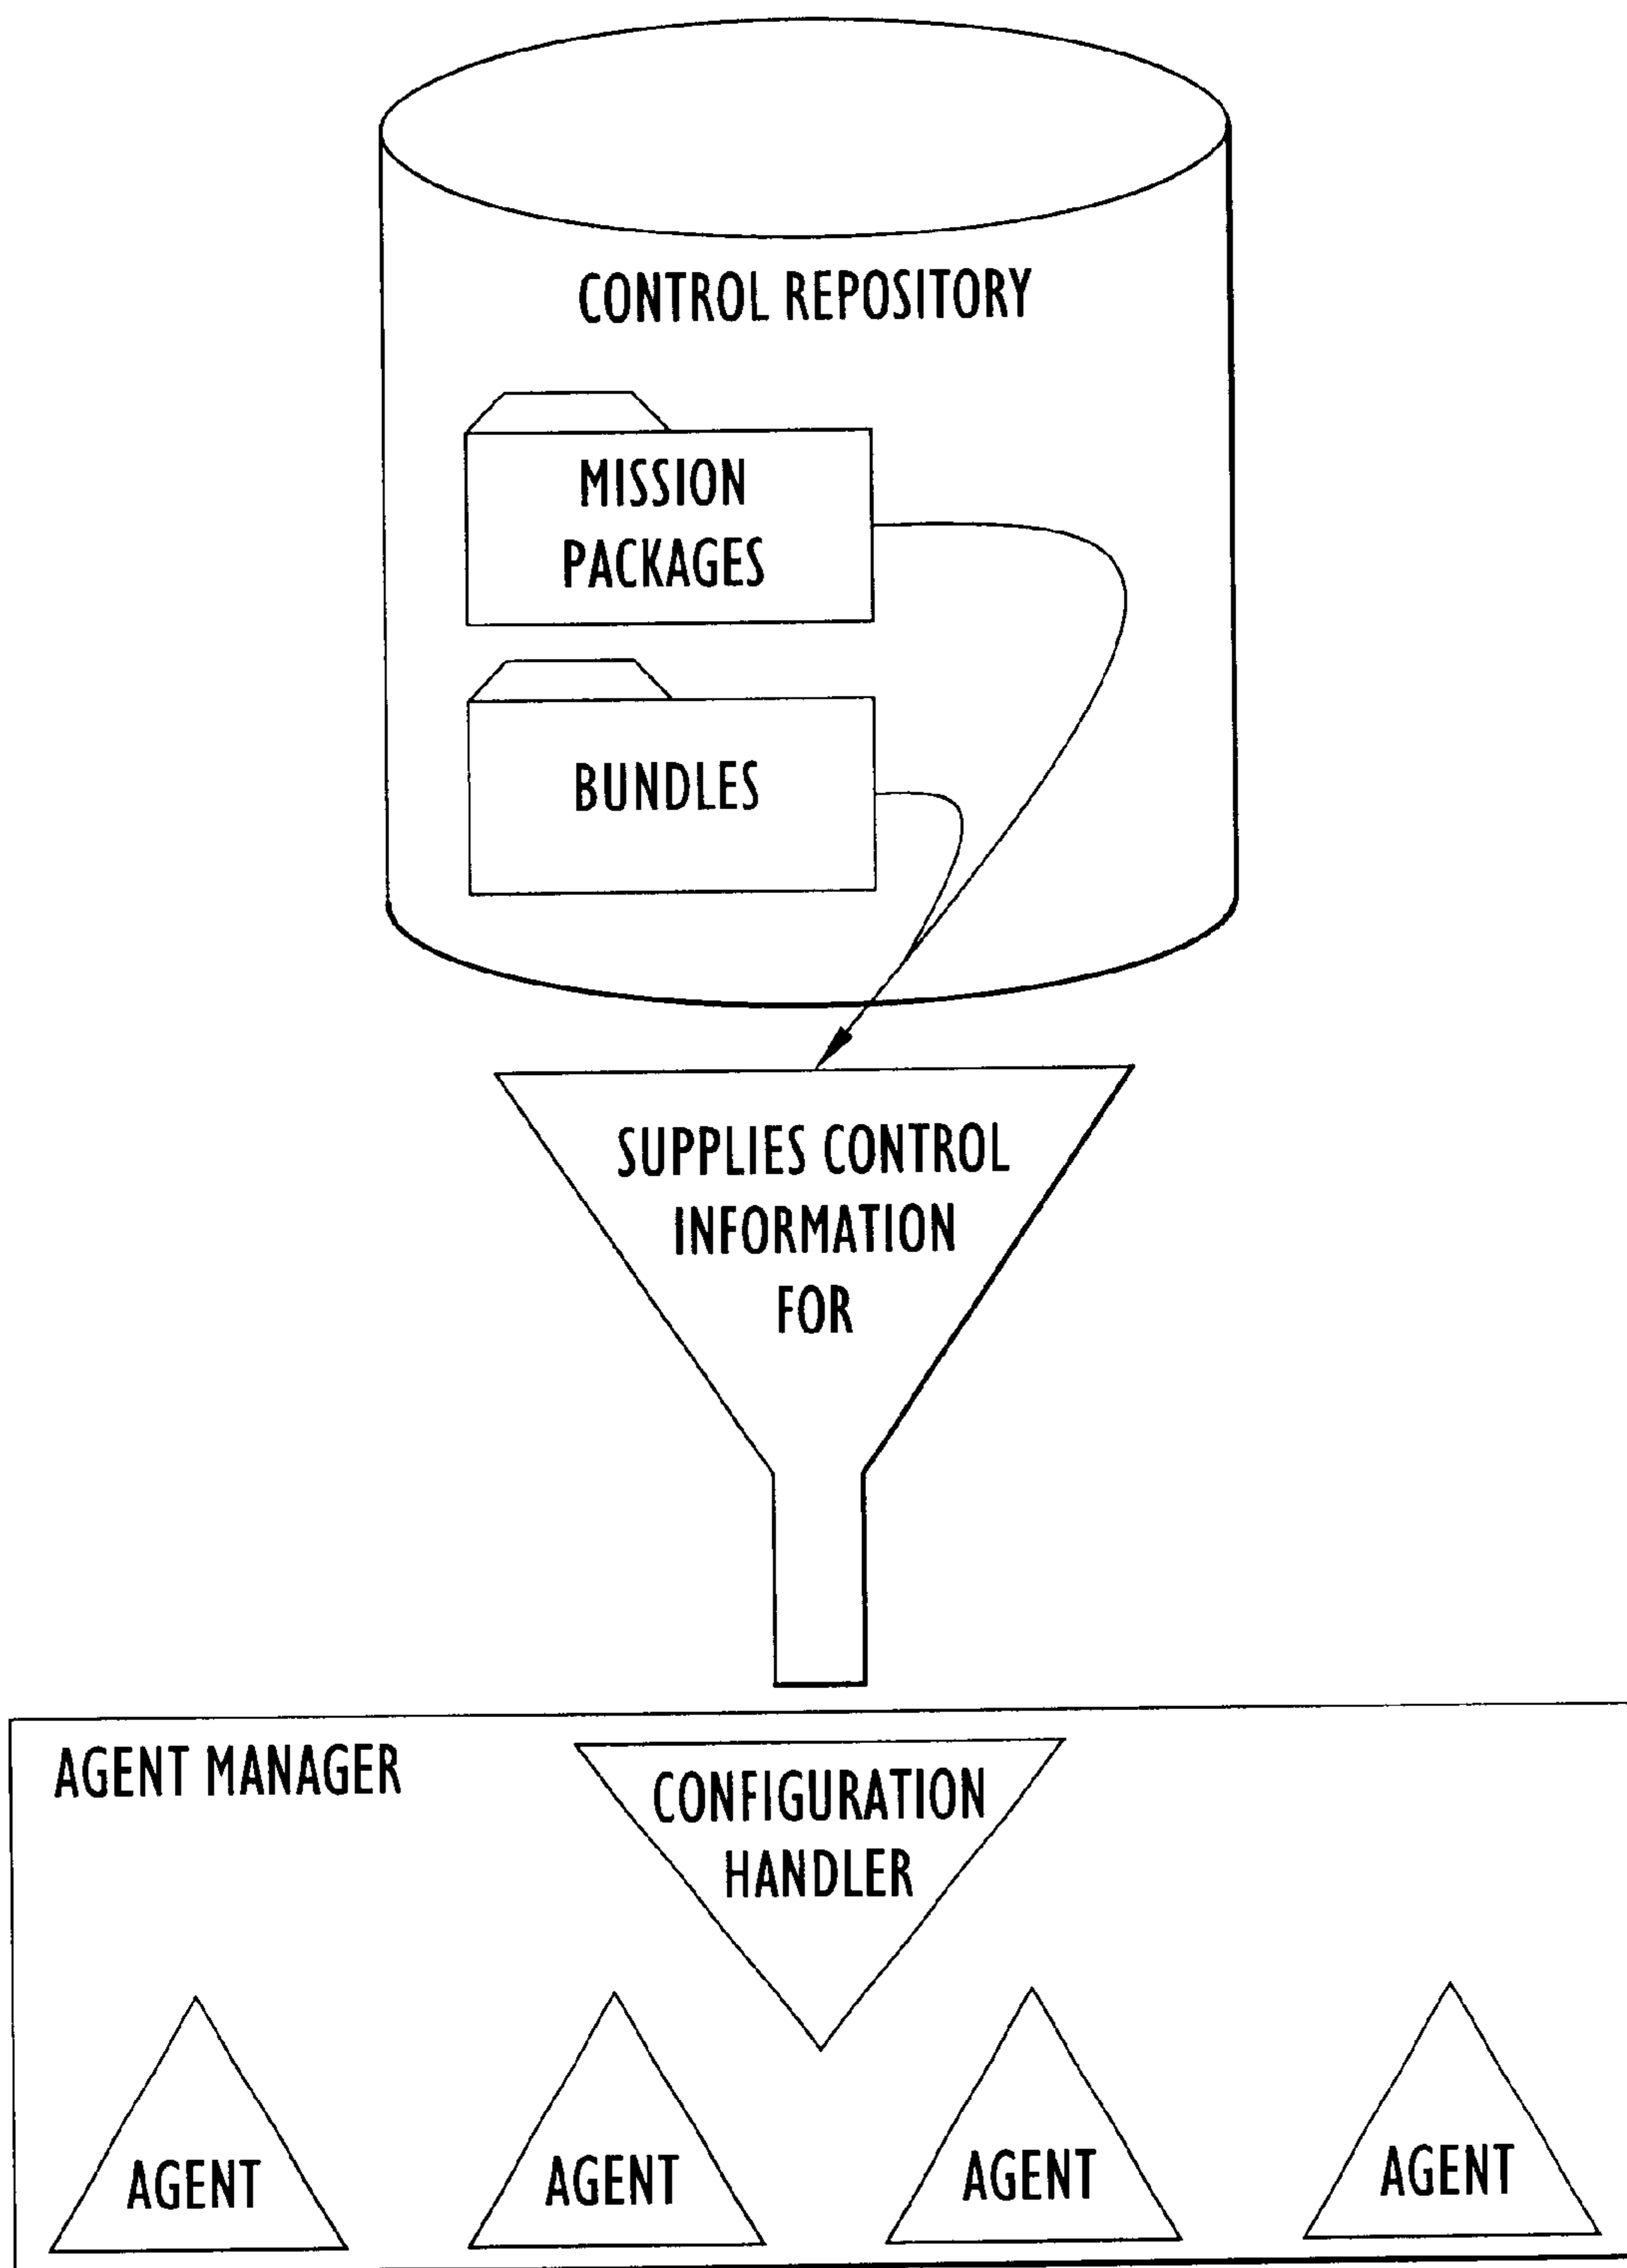 CONTROL REPOSITORY
MISSION
PACKAGES
BUNDLES
SUPPLIES CONTROL
INFORMATION
FOR
AGENT MANAGER
CONFIGURATION
HANDLER
AGENT
AGENT
AGENT
AGENT